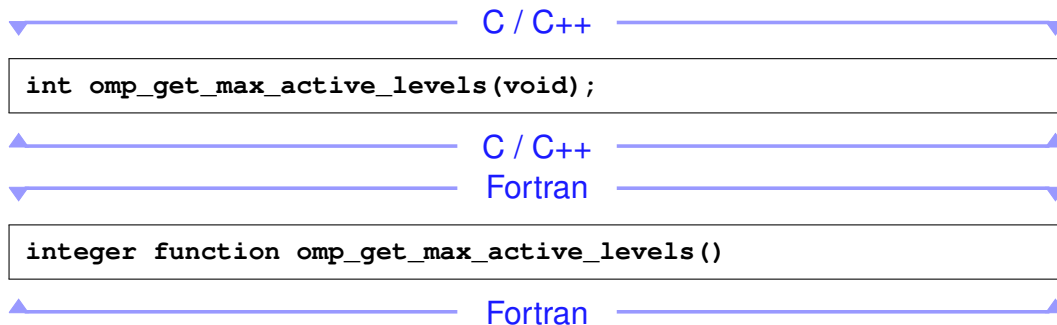 C / C++
int omp_get_max_active_levels(void);
C / C++
Fortran
integer function omp_get_max_active_levels()
Fortran